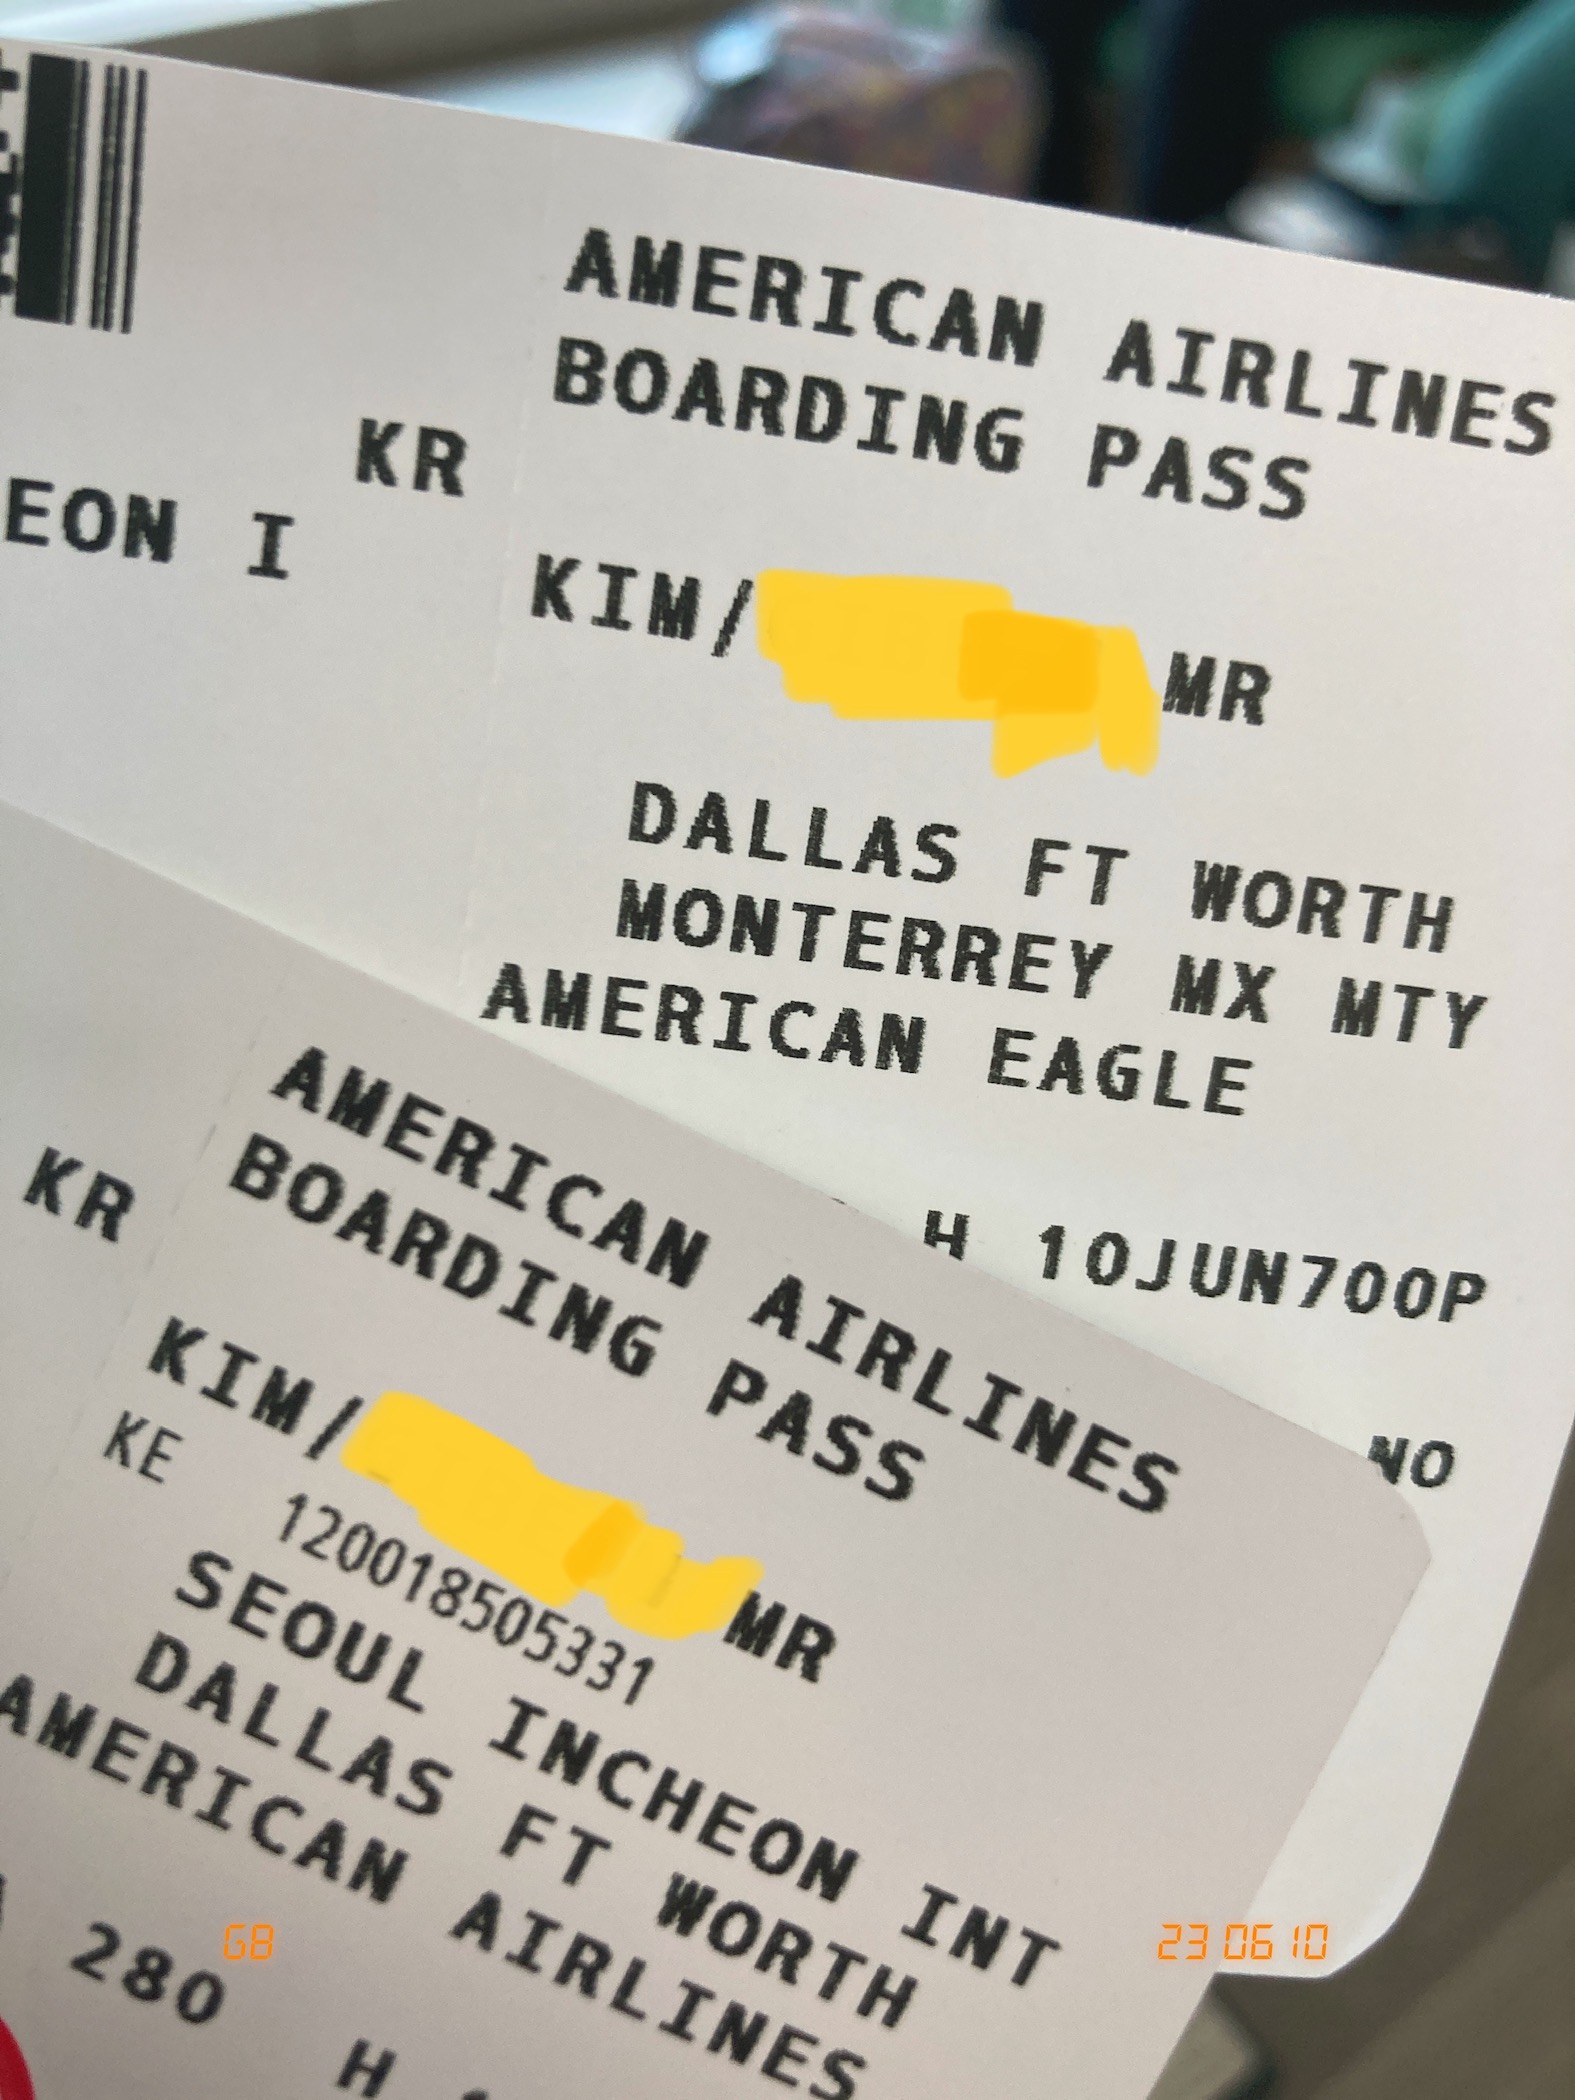 KR
EON I
AMERICAN AIRLINES
BOARDING PASS
KIM/
MR
DALLAS FT WORTH
MONTERREY MX MTY
AMERICAN EAGLE
H 10JUN700P
NO
KR
AMERICAN AIRLINES
BOARDING PASS
KIM/
MR
KE 120018505331
SEOUL INCHEON INT
DALLAS FT WORTH
AMERICAN AIRLINES
280 H
G8
23 06 10